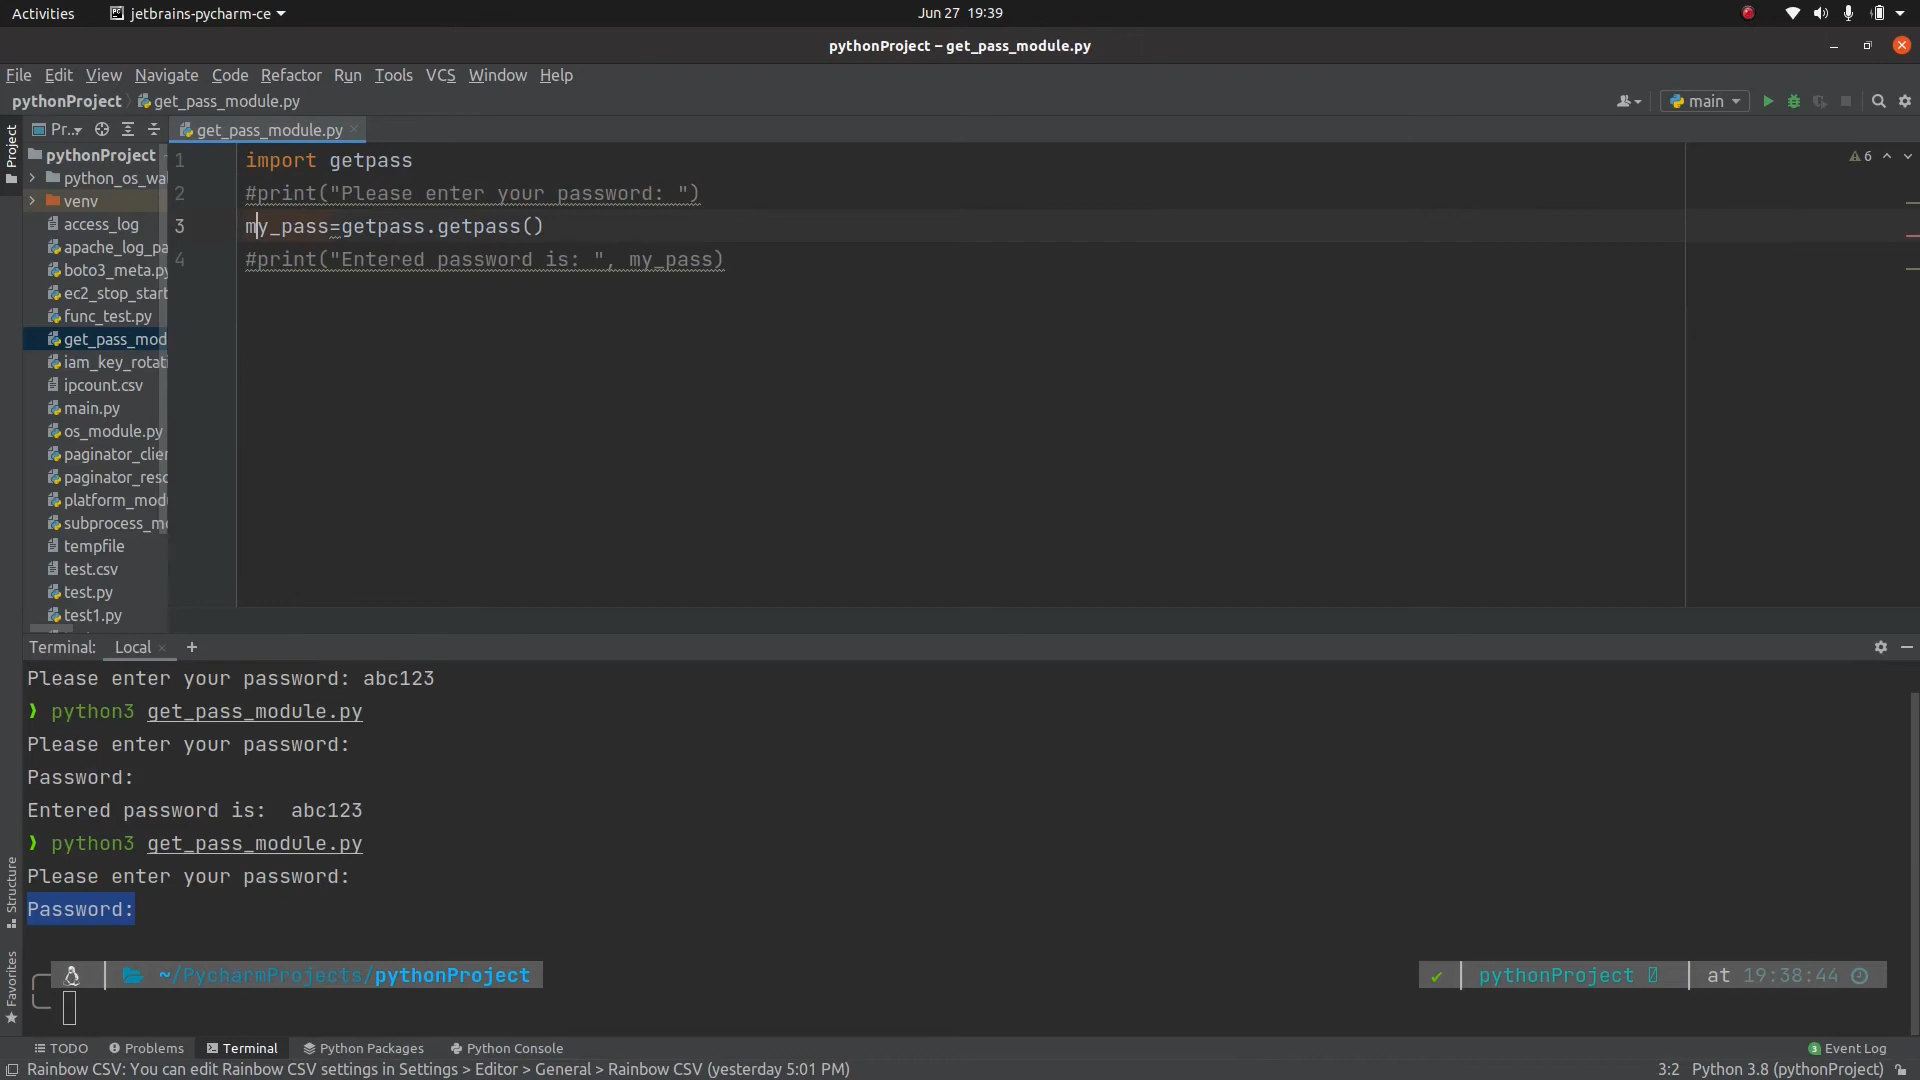 Activities
jetbrains-pycharm-ce
Jun 27 19:39
pythonProject – get_pass_module.py
File Edit View Navigate Code Refactor Run Tools VCS Window Help
pythonProject get_pass_module.py
main
Project
Pr...
get_pass_module.py
pythonProject
python_os_wal
venv
access_log
apache_log_pa
boto3_meta.py
ec2_stop_start
func_test.py
get_pass_mod
iam_key_rotati
ipcount.csv
main.py
os_module.py
paginator_clien
paginator_reso
platform_mod
subprocess_mo
tempfile
test.csv
test.py
test1.py
1 import getpass
2 #print("Please enter your password: ")
3 my_pass=getpass.getpass()
4 #print("Entered password is: ", my_pass)
6
Terminal: Local +
Please enter your password: abc123
❯ python3 get_pass_module.py
Please enter your password:
Password:
Entered password is:  abc123
❯ python3 get_pass_module.py
Please enter your password:
Password:
~/PycharmProjects/pythonProject
✔ pythonProject at 19:38:44
Structure
Favorites
TODO Problems Terminal Python Packages Python Console
3 Event Log
Rainbow CSV: You can edit Rainbow CSV settings in Settings > Editor > General > Rainbow CSV (yesterday 5:01 PM)
3:2 Python 3.8 (pythonProject)